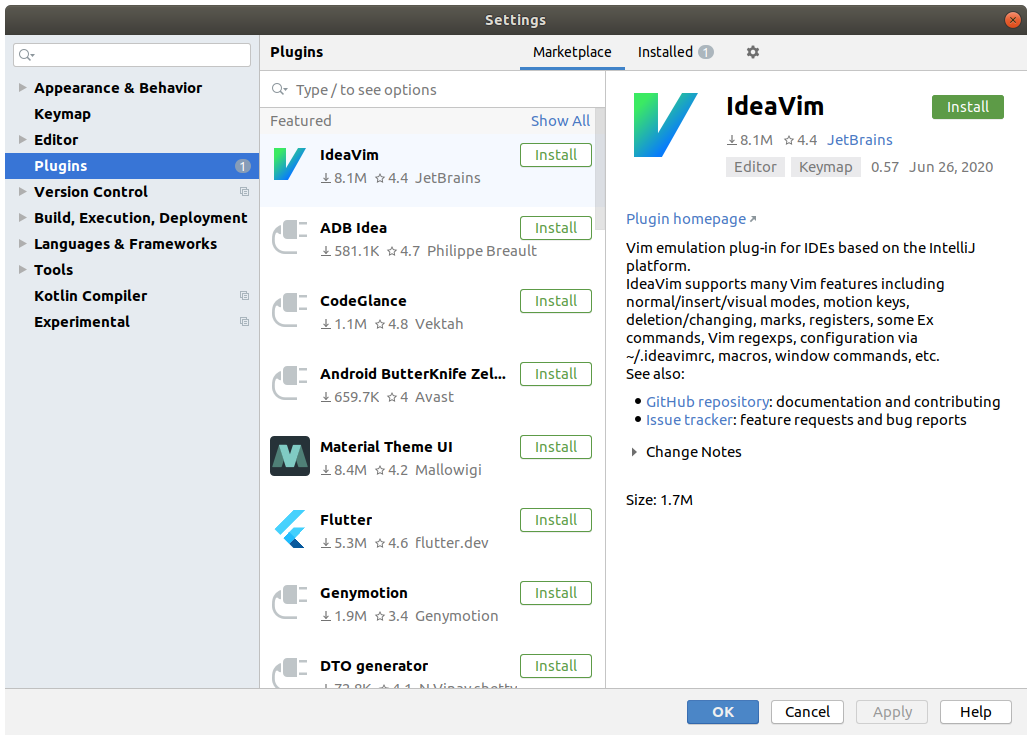 Settings
Appearance & Behavior
Keymap
Editor
Plugins 1
Version Control
Build, Execution, Deployment
Languages & Frameworks
Tools
Kotlin Compiler
Experimental
Plugins Marketplace Installed 1
Type / to see options
Featured Show All
IdeaVim Install
8.1M 4.4 JetBrains
ADB Idea Install
581.1K 4.7 Philippe Breault
CodeGlance Install
1.1M 4.8 Vektah
Android ButterKnife Zel... Install
659.7K 4 Avast
Material Theme UI Install
8.4M 4.2 Mallowigi
Flutter Install
5.3M 4.6 flutter.dev
Genymotion Install
1.9M 3.4 Genymotion
DTO generator Install
72.8K 4.1 N.Vinay.shetty
IdeaVim Install
8.1M 4.4 JetBrains
Editor Keymap 0.57 Jun 26, 2020
Plugin homepage
Vim emulation plug-in for IDEs based on the IntelliJ
platform.
IdeaVim supports many Vim features including
normal/insert/visual modes, motion keys,
deletion/changing, marks, registers, some Ex
commands, Vim regexps, configuration via
~/.ideavimrc, macros, window commands, etc.
See also:
GitHub repository: documentation and contributing
Issue tracker: feature requests and bug reports
Change Notes
Size: 1.7M
OK Cancel Apply Help